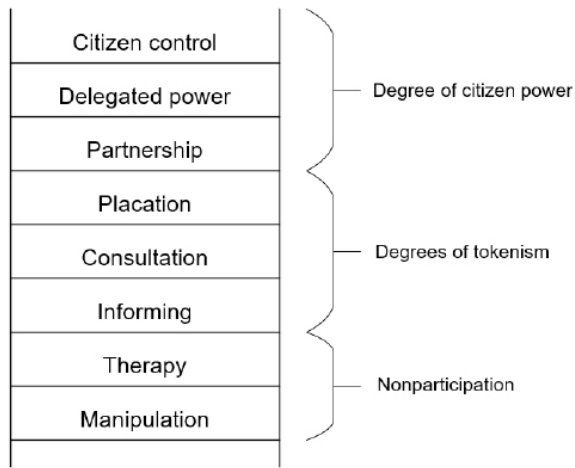 Citizen control
Delegated power
Partnership
Degree of citizen power
Placation
Consultation
Informing
Degrees of tokenism
Therapy
Manipulation
Nonparticipation